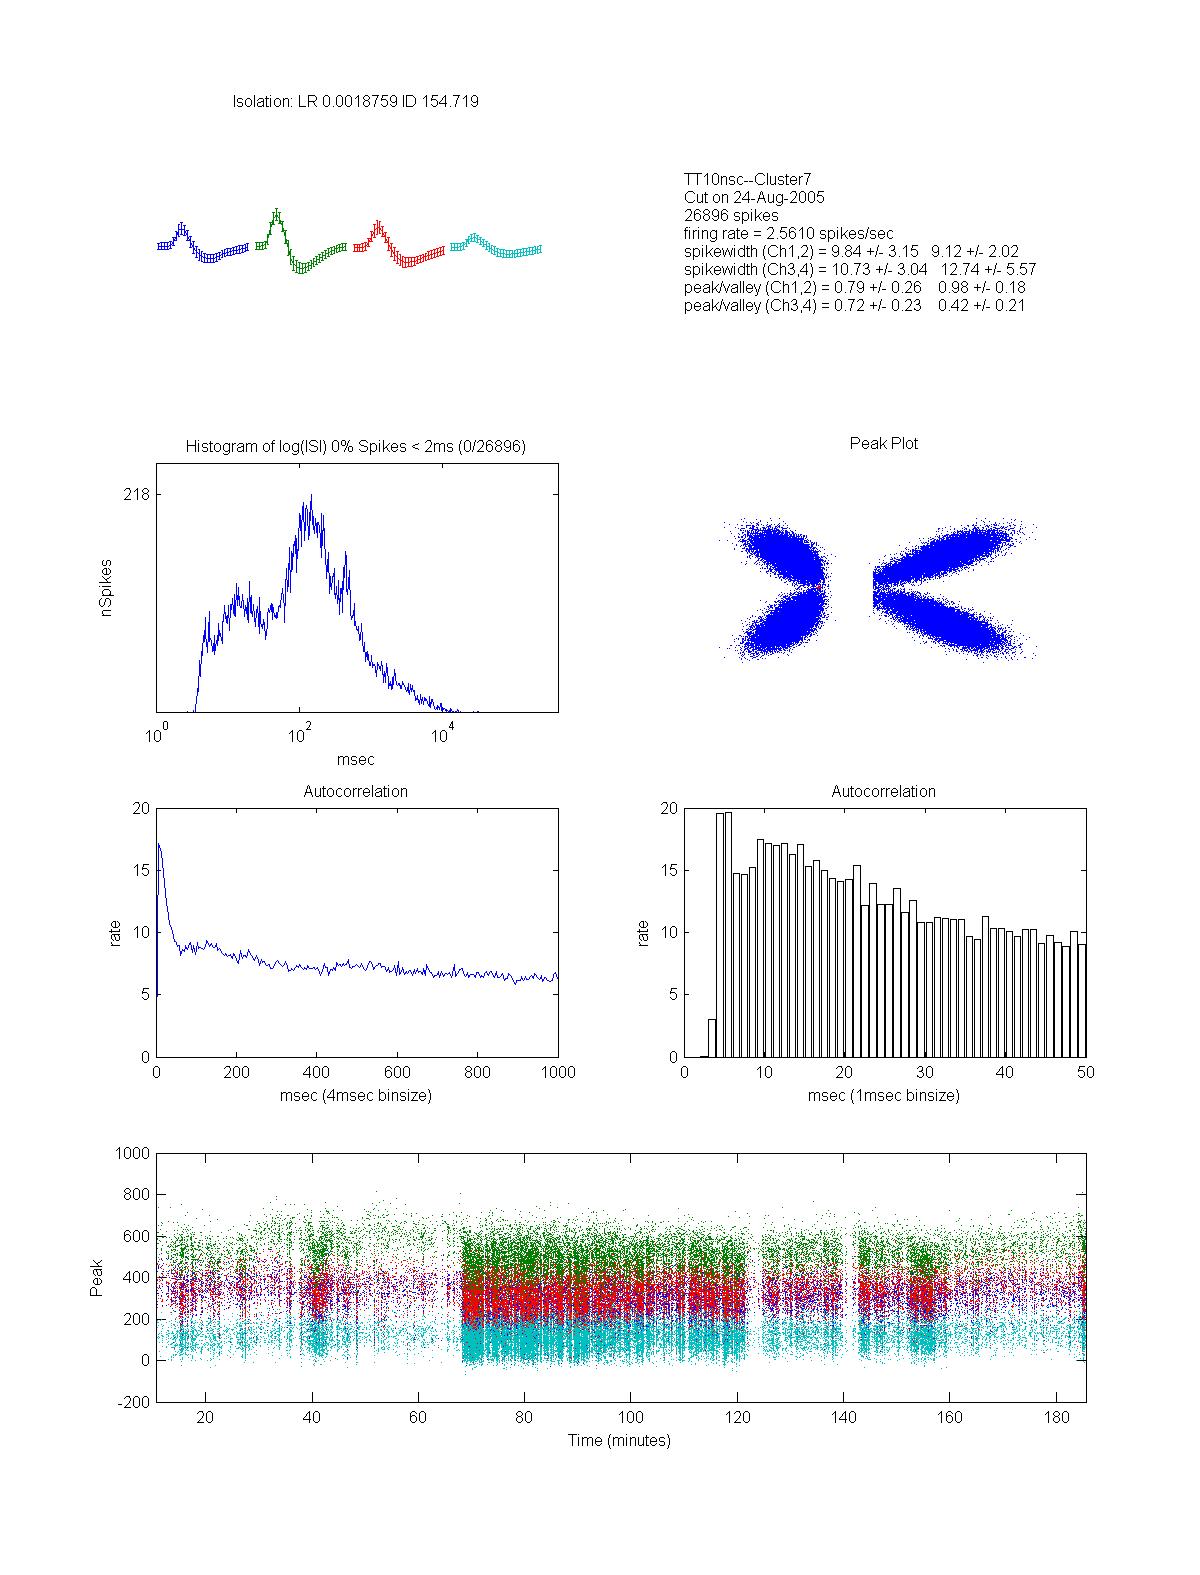 Isolation: LR 0.0018759 ID 154.719
TT10nsc--Cluster7
Cut on 24-Aug-2005
26896 spikes
firing rate = 2.5610 spikes/sec
spikewidth (Ch1,2) = 9.84 +/- 3.15 9.12 +/- 2.02
spikewidth (Ch3,4) = 10.73 +/- 3.04 12.74 +/- 5.57
peak/valley (Ch1,2) = 0.79 +/- 0.26 0.98 +/- 0.18
peak/valley (Ch3,4) = 0.72 +/- 0.23 0.42 +/- 0.21
Histogram of log(ISI) 0% Spikes < 2ms (0/26896)
218
nSpikes
10^0 10^2 10^4
msec
Peak Plot
Autocorrelation
20
15
10
5
0
rate
0 200 400 600 800 1000
msec (4msec binsize)
Autocorrelation
20
15
10
5
0
rate
0 10 20 30 40 50
msec (1msec binsize)
1000
800
600
400
200
0
-200
Peak
20 40 60 80 100 120 140 160 180
Time (minutes)